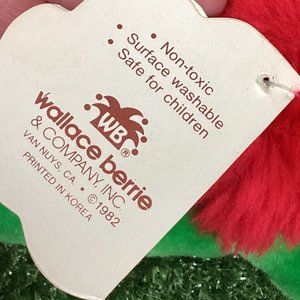 • Non-toxic
• Surface washable
• Safe for children
WB ®
wallace berrie
& COMPANY, INC.
VAN NUYS, CA. • ©1982
PRINTED IN KOREA